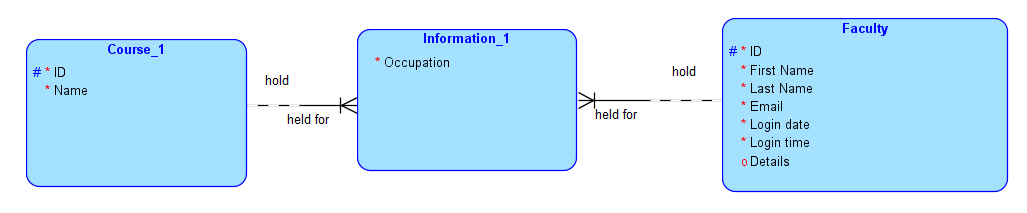 Course_1
# * ID
* Name
hold
held for
Information_1
* Occupation
hold
held for
Faculty
# * ID
* First Name
* Last Name
* Email
* Login date
* Login time
o Details